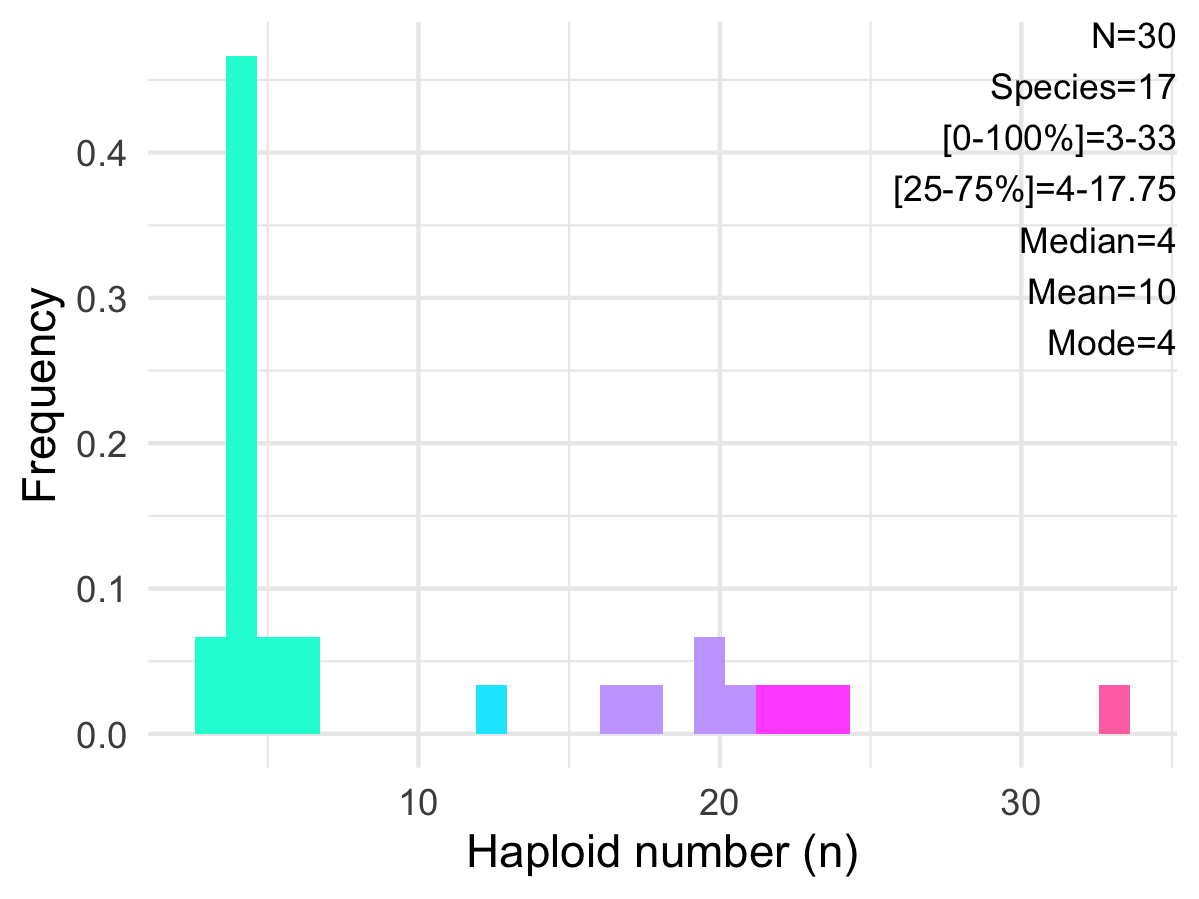 N=30
Species=17
[0-100%]=3-33
[25-75%]=4-17.75
Median=4
Mean=10
Mode=4
Frequency
0.4
0.3
0.2
0.1
0.0
10 20 30
Haploid number (n)